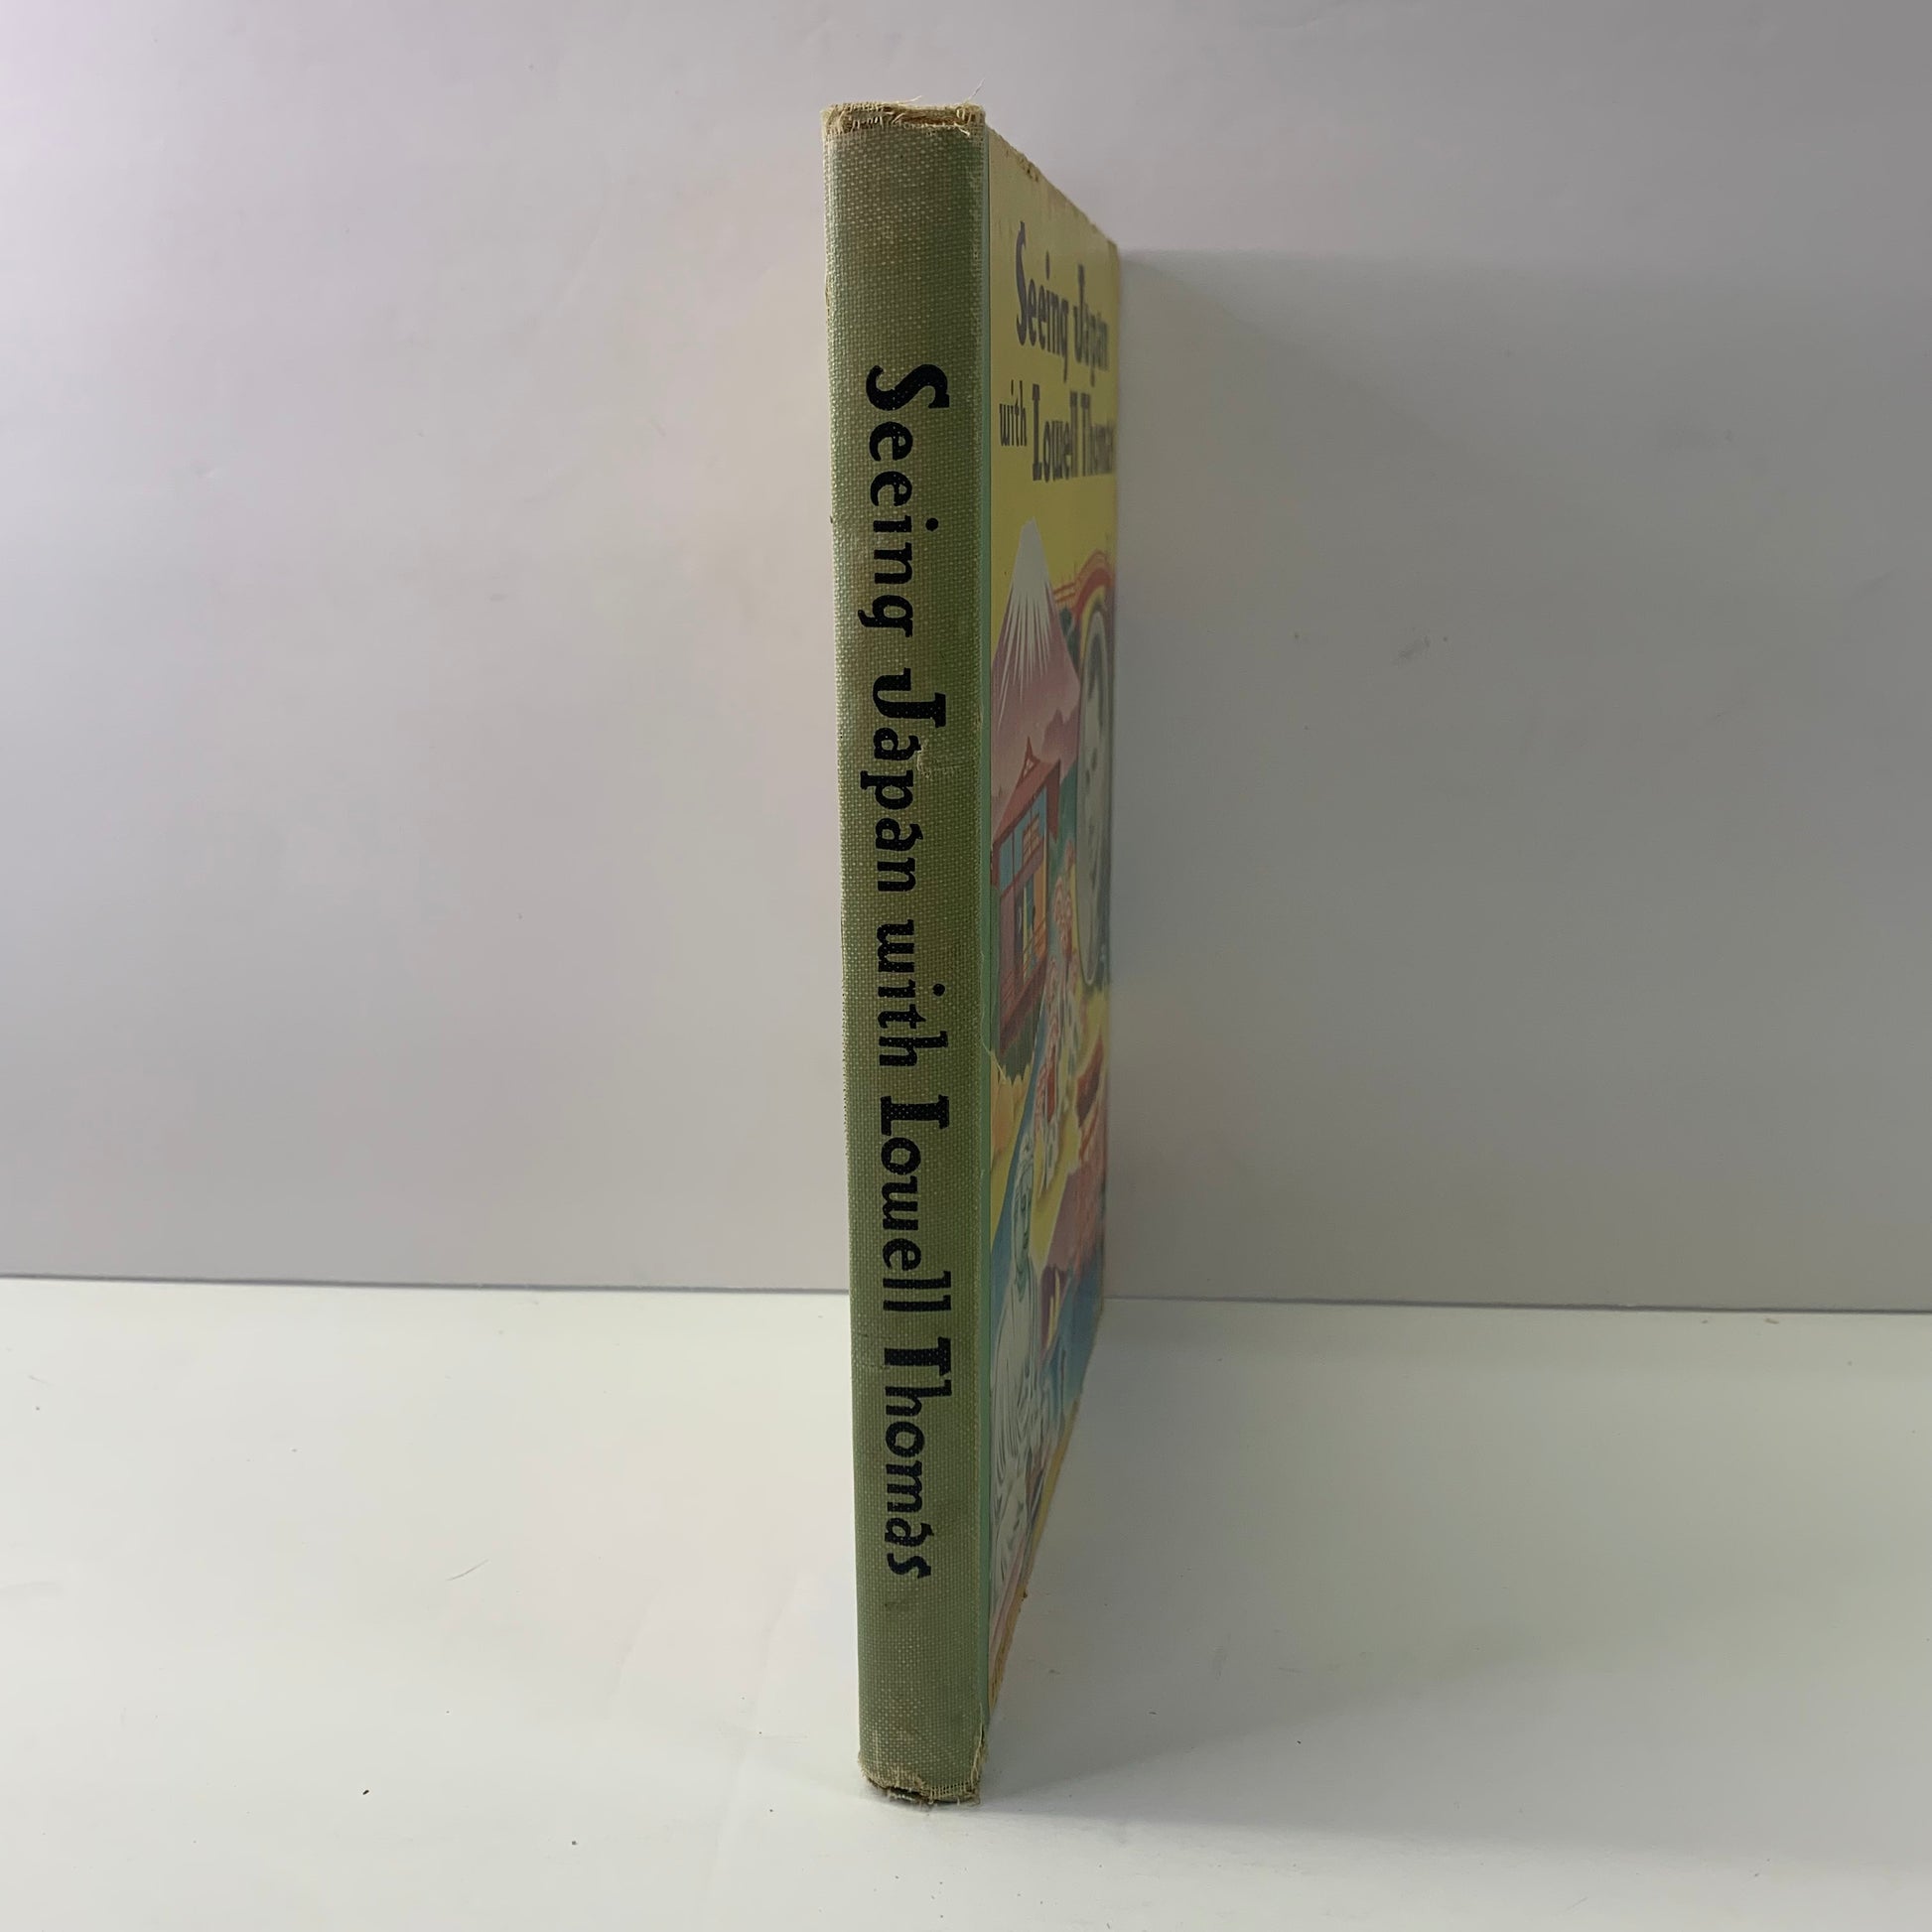 Seeing Japan with Lowell Thomas
Seeing Japan
with Lowell Thomas